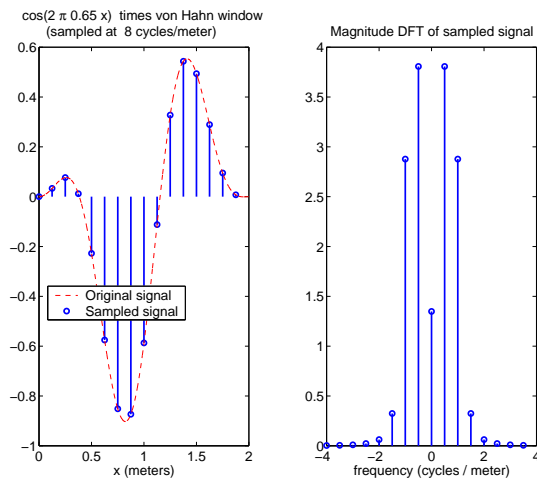 cos(2 π 0.65 x) times von Hahn window
(sampled at 8 cycles/meter)
0.6
0.4
0.2
0
−0.2
−0.4
−0.6
−0.8
−1
Original signal
Sampled signal
0 0.5 1 1.5 2
x (meters)
Magnitude DFT of sampled signal
4
3.5
3
2.5
2
1.5
1
0.5
0
−4 −2 0 2 4
frequency (cycles / meter)